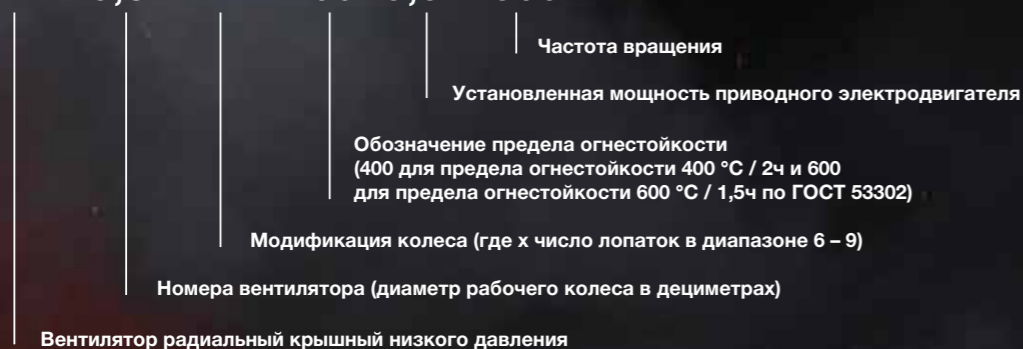 Частота вращения
Установленная мощность приводного электродвигателя
Обозначение предела огнестойкости
(400 для предела огнестойкости 400 °C / 2ч и 600
для предела огнестойкости 600 °C / 1,5ч по ГОСТ 53302)
Модификация колеса (где x число лопаток в диапазоне 6 – 9)
Номера вентилятора (диаметр рабочего колеса в дециметрах)
Вентилятор радиальный крышный низкого давления